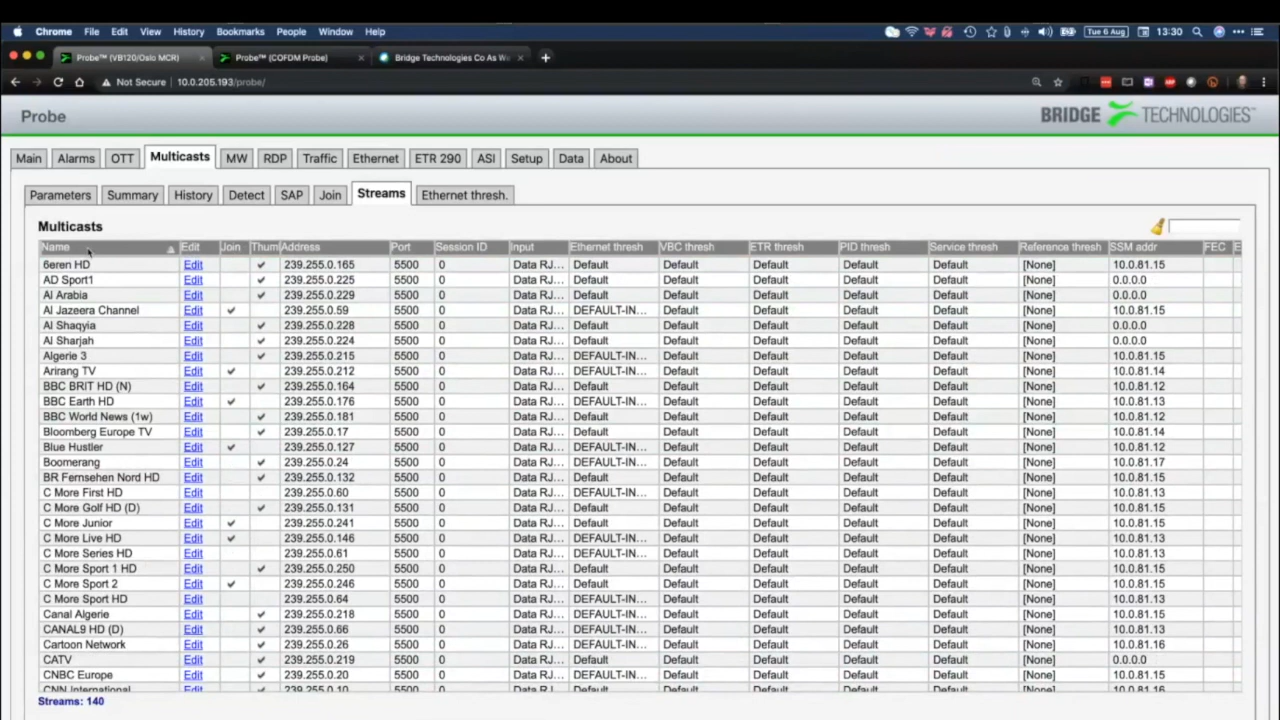 Chrome File Edit View History Bookmarks People Window Help Tue 6 Aug 13:30
Probe™ (VB120/Oslo MCR) Probe™ (COFDM Probe) Bridge Technologies Co As W
Not Secure 10.0.205.193/probe/
Probe BRIDGE TECHNOLOGIES™
Main Alarms OTT Multicasts MW RDP Traffic Ethernet ETR 290 ASI Setup Data About
Parameters Summary History Detect SAP Join Streams Ethernet thresh.
Multicasts
Name Edit Join Thum Address Port Session ID Input Ethernet thresh VBC thresh ETR thresh PID thresh Service thresh Reference thresh SSM addr FEC E
6eren HD Edit ✔ 239.255.0.165 5500 0 Data RJ... Default Default Default Default Default [None] 10.0.81.15
AD Sport1 Edit ✔ 239.255.0.225 5500 0 Data RJ... Default Default Default Default Default [None] 0.0.0.0
Al Arabia Edit ✔ 239.255.0.229 5500 0 Data RJ... Default Default Default Default Default [None] 0.0.0.0
Al Jazeera Channel Edit ✔ 239.255.0.59 5500 0 Data RJ... DEFAULT-IN... Default Default Default Default [None] 10.0.81.15
Al Shaqyia Edit ✔ 239.255.0.228 5500 0 Data RJ... Default Default Default Default Default [None] 0.0.0.0
Al Sharjah Edit ✔ 239.255.0.224 5500 0 Data RJ... Default Default Default Default Default [None] 0.0.0.0
Algerie 3 Edit ✔ 239.255.0.215 5500 0 Data RJ... DEFAULT-IN... Default Default Default Default [None] 10.0.81.15
Arirang TV Edit ✔ 239.255.0.212 5500 0 Data RJ... DEFAULT-IN... Default Default Default Default [None] 10.0.81.14
BBC BRIT HD (N) Edit ✔ 239.255.0.164 5500 0 Data RJ... Default Default Default Default Default [None] 10.0.81.12
BBC Earth HD Edit ✔ 239.255.0.176 5500 0 Data RJ... DEFAULT-IN... Default Default Default Default [None] 10.0.81.13
BBC World News (1w) Edit ✔ 239.255.0.181 5500 0 Data RJ... Default Default Default Default Default [None] 10.0.81.12
Bloomberg Europe TV Edit ✔ 239.255.0.17 5500 0 Data RJ... Default Default Default Default Default [None] 10.0.81.14
Blue Hustler Edit ✔ 239.255.0.127 5500 0 Data RJ... DEFAULT-IN... Default Default Default Default [None] 10.0.81.12
Boomerang Edit ✔ 239.255.0.24 5500 0 Data RJ... Default Default Default Default Default [None] 10.0.81.17
BR Fernsehen Nord HD Edit ✔ 239.255.0.132 5500 0 Data RJ... Default Default Default Default Default [None] 10.0.81.15
C More First HD Edit 239.255.0.60 5500 0 Data RJ... DEFAULT-IN... Default Default Default Default [None] 10.0.81.13
C More Golf HD (D) Edit ✔ 239.255.0.131 5500 0 Data RJ... Default Default Default Default Default [None] 10.0.81.15
C More Junior Edit ✔ 239.255.0.241 5500 0 Data RJ... DEFAULT-IN... Default Default Default Default [None] 10.0.81.15
C More Live HD Edit ✔ 239.255.0.146 5500 0 Data RJ... DEFAULT-IN... Default Default Default Default [None] 10.0.81.13
C More Series HD Edit 239.255.0.61 5500 0 Data RJ... DEFAULT-IN... Default Default Default Default [None] 10.0.81.13
C More Sport 1 HD Edit ✔ 239.255.0.250 5500 0 Data RJ... DEFAULT-IN... Default Default Default Default [None] 10.0.81.15
C More Sport 2 Edit ✔ 239.255.0.246 5500 0 Data RJ... Default Default Default Default Default [None] 10.0.81.15
C More Sport HD Edit 239.255.0.64 5500 0 Data RJ... Default Default Default Default Default [None] 10.0.81.13
Canal Algerie Edit ✔ 239.255.0.218 5500 0 Data RJ... DEFAULT-IN... Default Default Default Default [None] 10.0.81.15
CANAL9 HD (D) Edit ✔ 239.255.0.66 5500 0 Data RJ... DEFAULT-IN... Default Default Default Default [None] 10.0.81.13
Cartoon Network Edit ✔ 239.255.0.26 5500 0 Data RJ... DEFAULT-IN... Default Default Default Default [None] 10.0.81.16
CATV Edit ✔ 239.255.0.219 5500 0 Data RJ... Default Default Default Default Default [None] 0.0.0.0
CNBC Europe Edit ✔ 239.255.0.20 5500 0 Data RJ... DEFAULT-IN... Default Default Default Default [None] 10.0.81.15
CNN International Edit ✔ 239.255.0.10 5500 0 Data RJ... DEFAULT-IN... Default Default Default Default [None] 10.0.81.16
Streams: 140